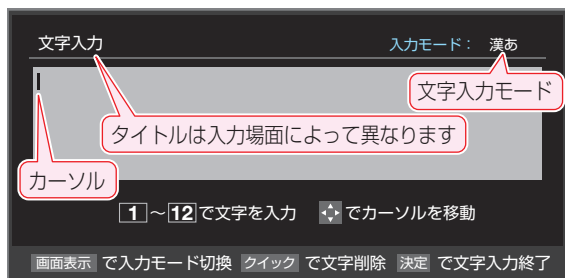 文字入力
入力モード： 漢あ
文字入力モード
タイトルは入力場面によって異なります
カーソル
1～12で文字を入力 でカーソルを移動
画面表示 で入力モード切換 クイック で文字削除 決定 で文字入力終了